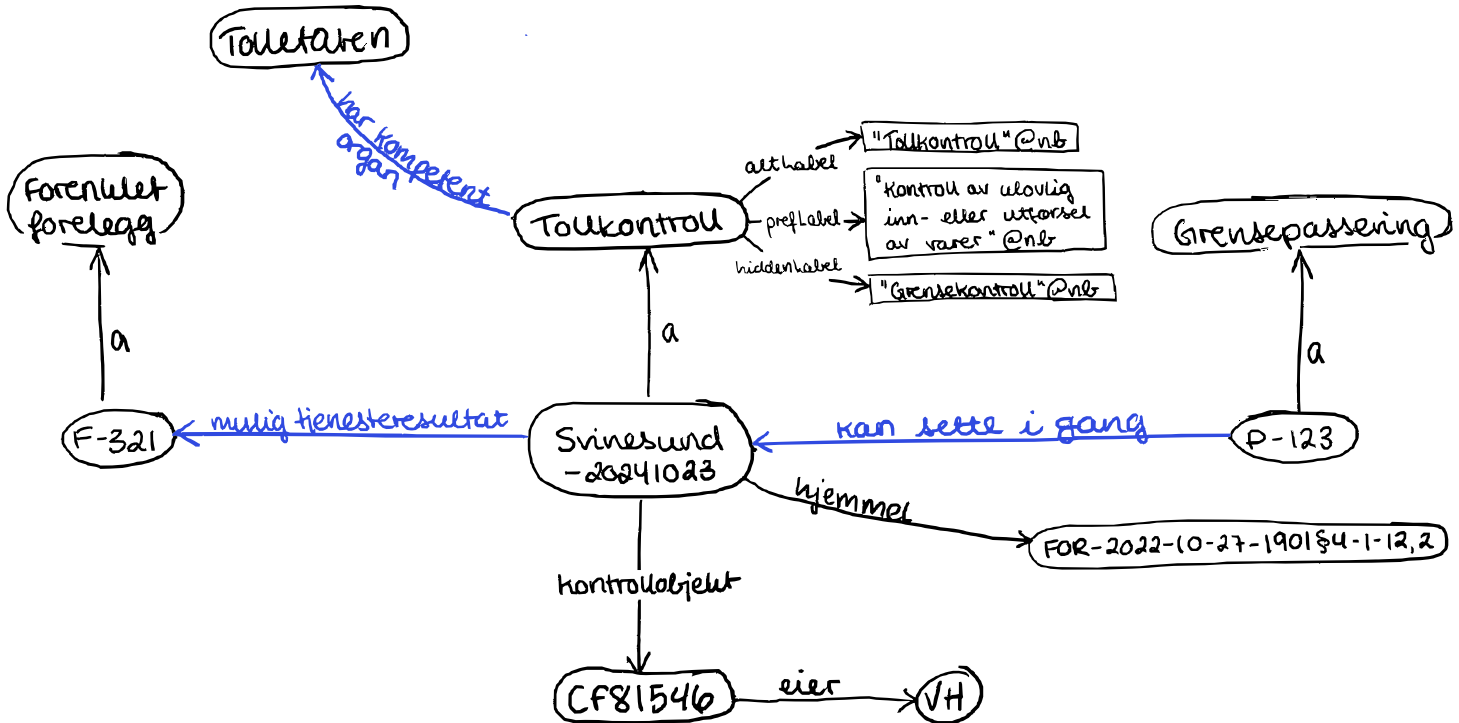 Tolletaten
har kompetent
organ
"Tollkontroll"@nb
altLabel
Forenklet
forelegg
Tollkontroll
prefLabel
"Kontroll av ulovlig
inn- eller utførsel
av varer"@nb
Grensepassering
hiddenLabel
"Grensekontroll"@nb
a
a
a
F-321
mulig tjenesteresultat
Svinesund
-20241023
kan sette i gang
P-123
hjemmel
FOR-2022-10-27-1901§4-1-12,2
kontrollobjekt
CF81546
eier
VH